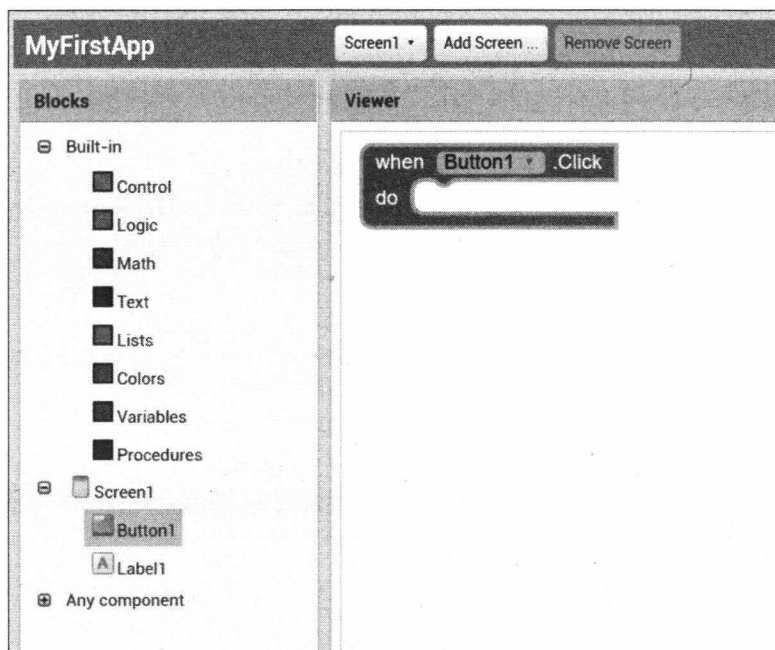 MyFirstApp
Screen1
Add Screen ...
Remove Screen
Blocks
Viewer
Built-in
Control
Logic
Math
Text
Lists
Colors
Variables
Procedures
Screen1
Button1
A Label1
Any component
when Button1 .Click
do